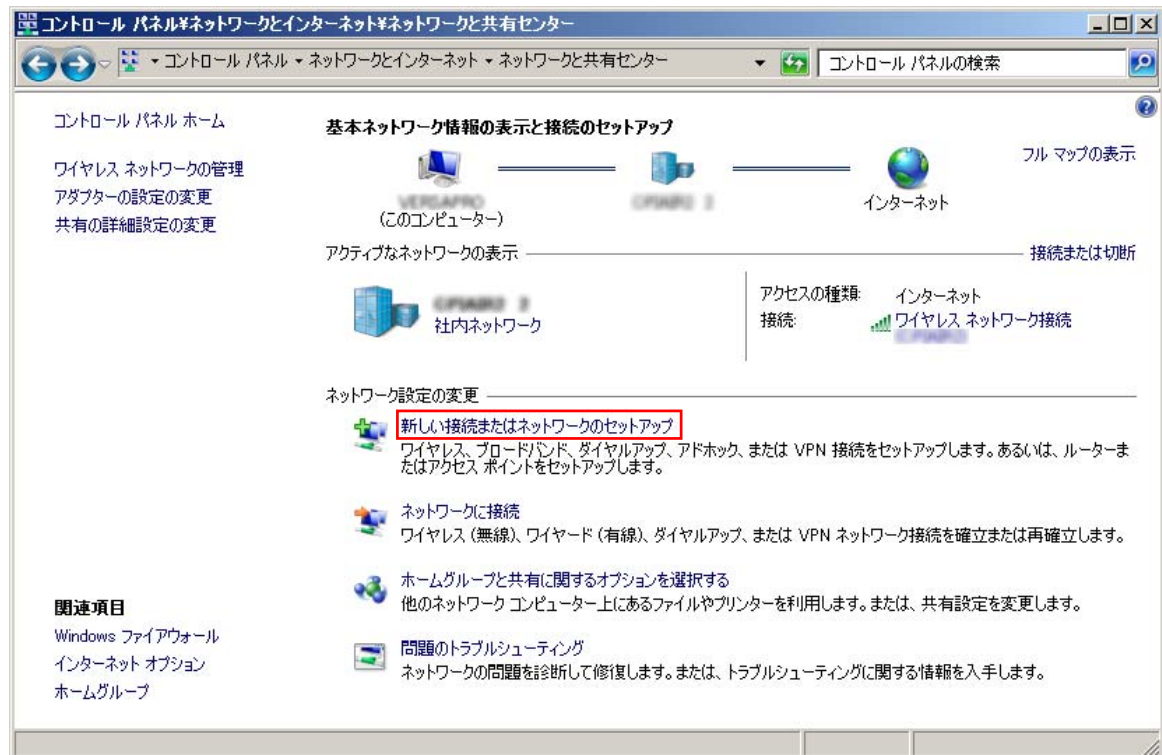 コントロール パネル¥ネットワークとインターネット¥ネットワークと共有センター
コントロール パネル ネットワークとインターネット ネットワークと共有センター
コントロール パネルの検索
コントロール パネル ホーム
ワイヤレス ネットワークの管理
アダプターの設定の変更
共有の詳細設定の変更
基本ネットワーク情報の表示と接続のセットアップ
フル マップの表示
(このコンピューター)
インターネット
アクティブなネットワークの表示
接続または切断
社内ネットワーク
アクセスの種類: インターネット
接続: ワイヤレス ネットワーク接続
ネットワーク設定の変更
新しい接続またはネットワークのセットアップ
ワイヤレス、ブロードバンド、ダイヤルアップ、アドホック、または VPN 接続をセットアップします。あるいは、ルーターま
たはアクセス ポイントをセットアップします。
ネットワークに接続
ワイヤレス (無線)、ワイヤード (有線)、ダイヤルアップ、または VPN ネットワーク接続を確立または再確立します。
ホームグループと共有に関するオプションを選択する
他のネットワーク コンピューター上にあるファイルやプリンターを利用します。または、共有設定を変更します。
問題のトラブルシューティング
ネットワークの問題を診断して修復します。または、トラブルシューティングに関する情報を入手します。
関連項目
Windows ファイアウォール
インターネット オプション
ホームグループ